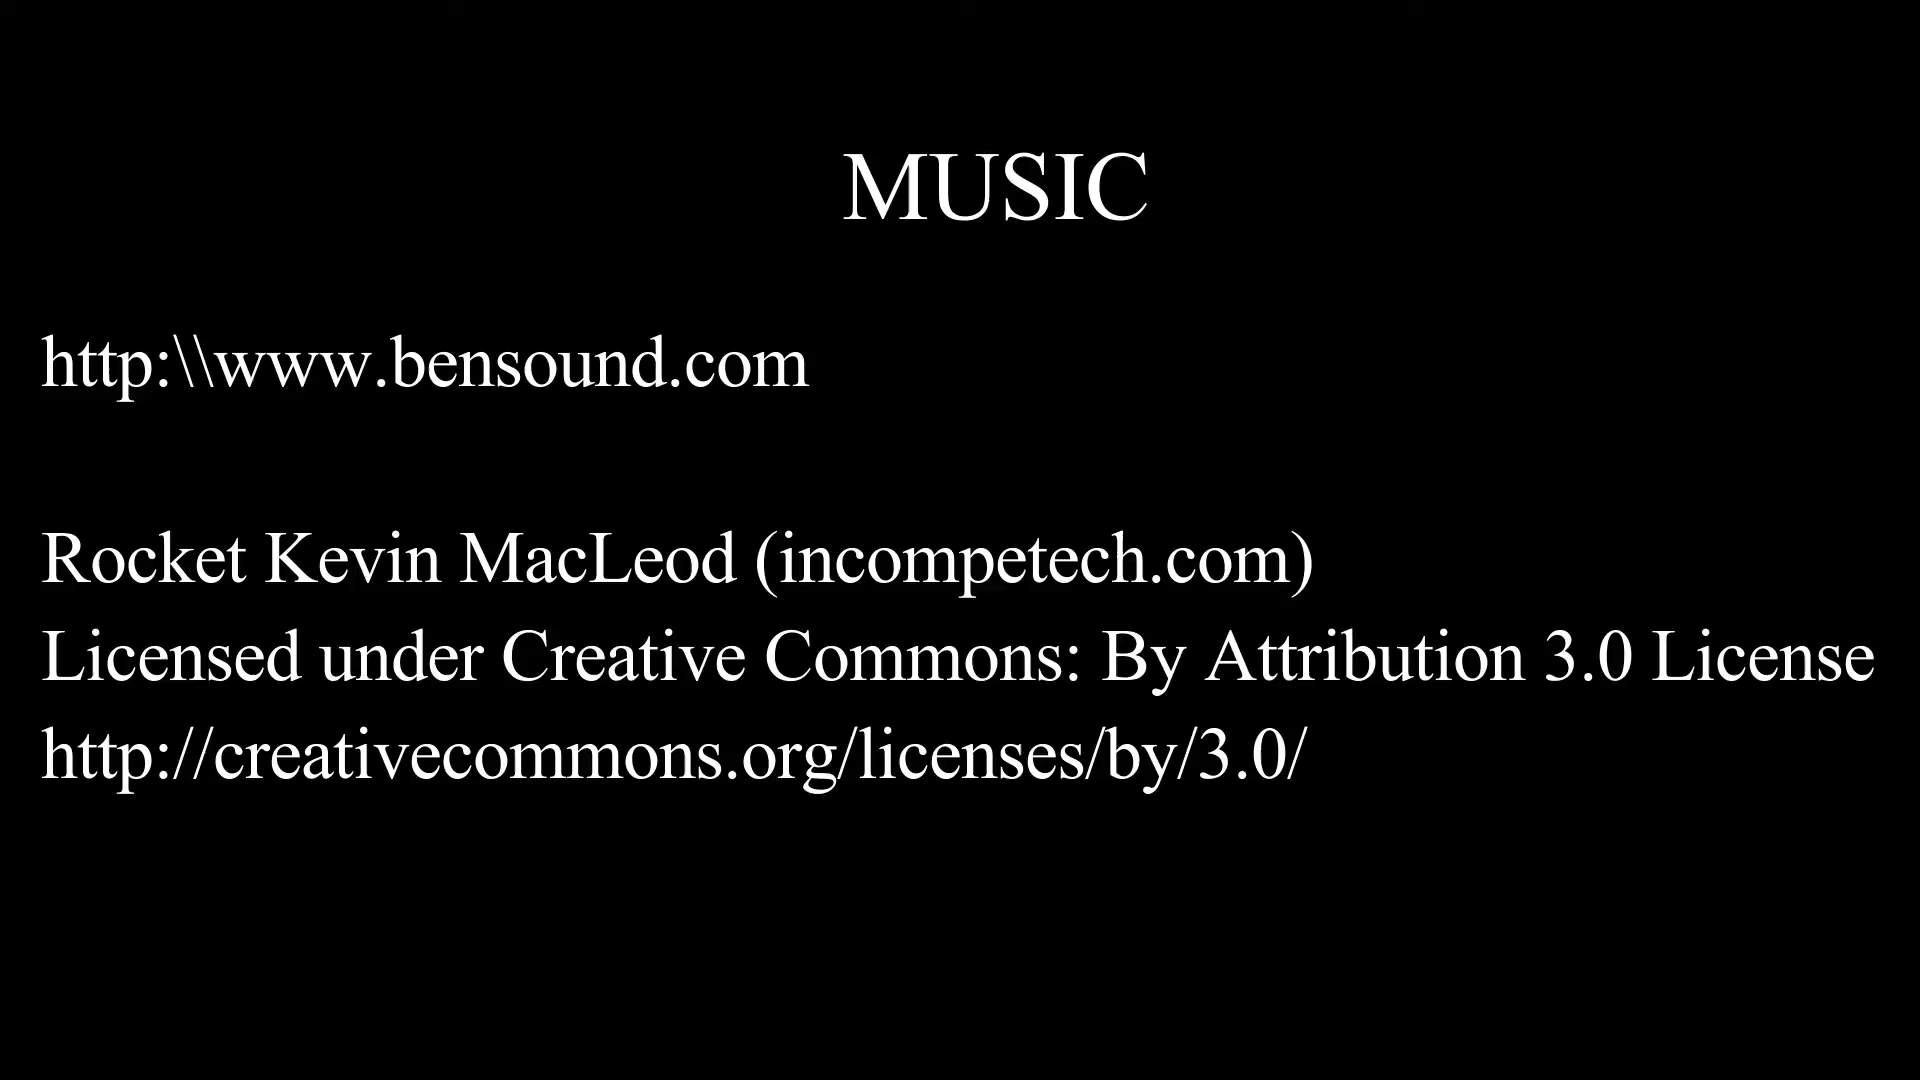 MUSIC
http:\\www.bensound.com
Rocket Kevin MacLeod (incompetech.com)
Licensed under Creative Commons: By Attribution 3.0 License
http://creativecommons.org/licenses/by/3.0/